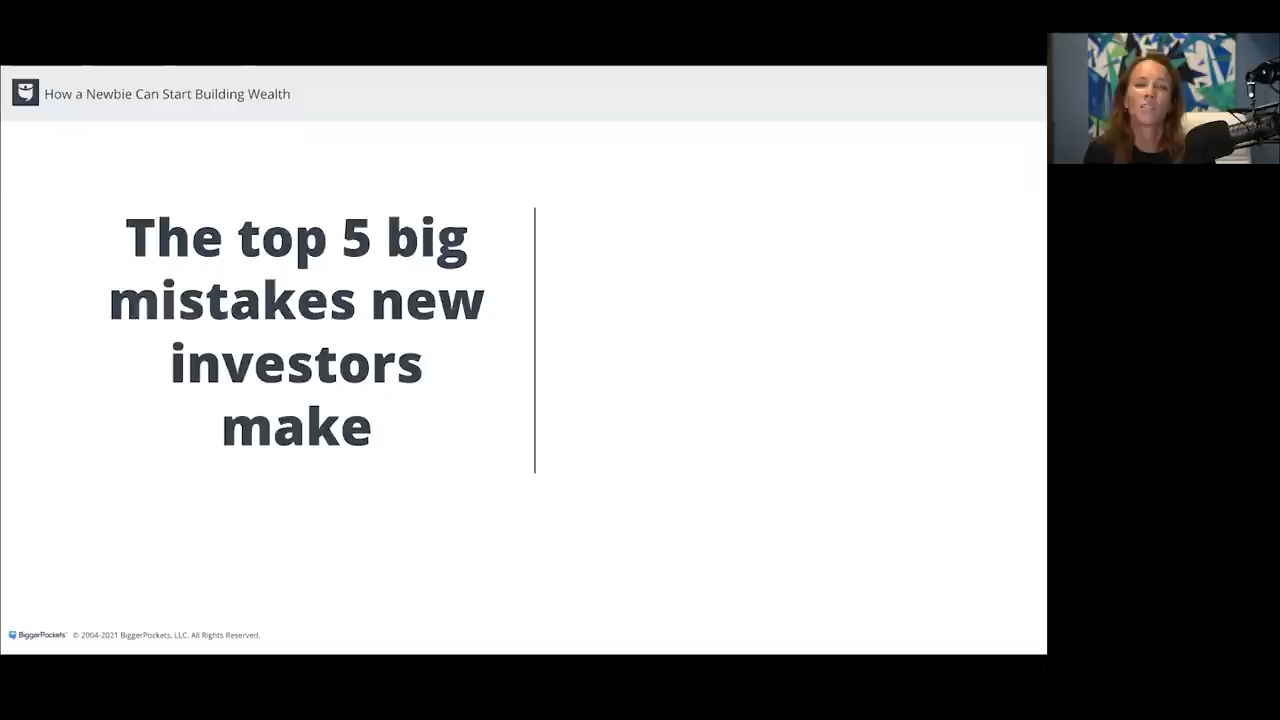 How a Newbie Can Start Building Wealth
The top 5 big
mistakes new
investors
make
BiggerPockets © 2004-2021 BiggerPockets, LLC. All Rights Reserved.